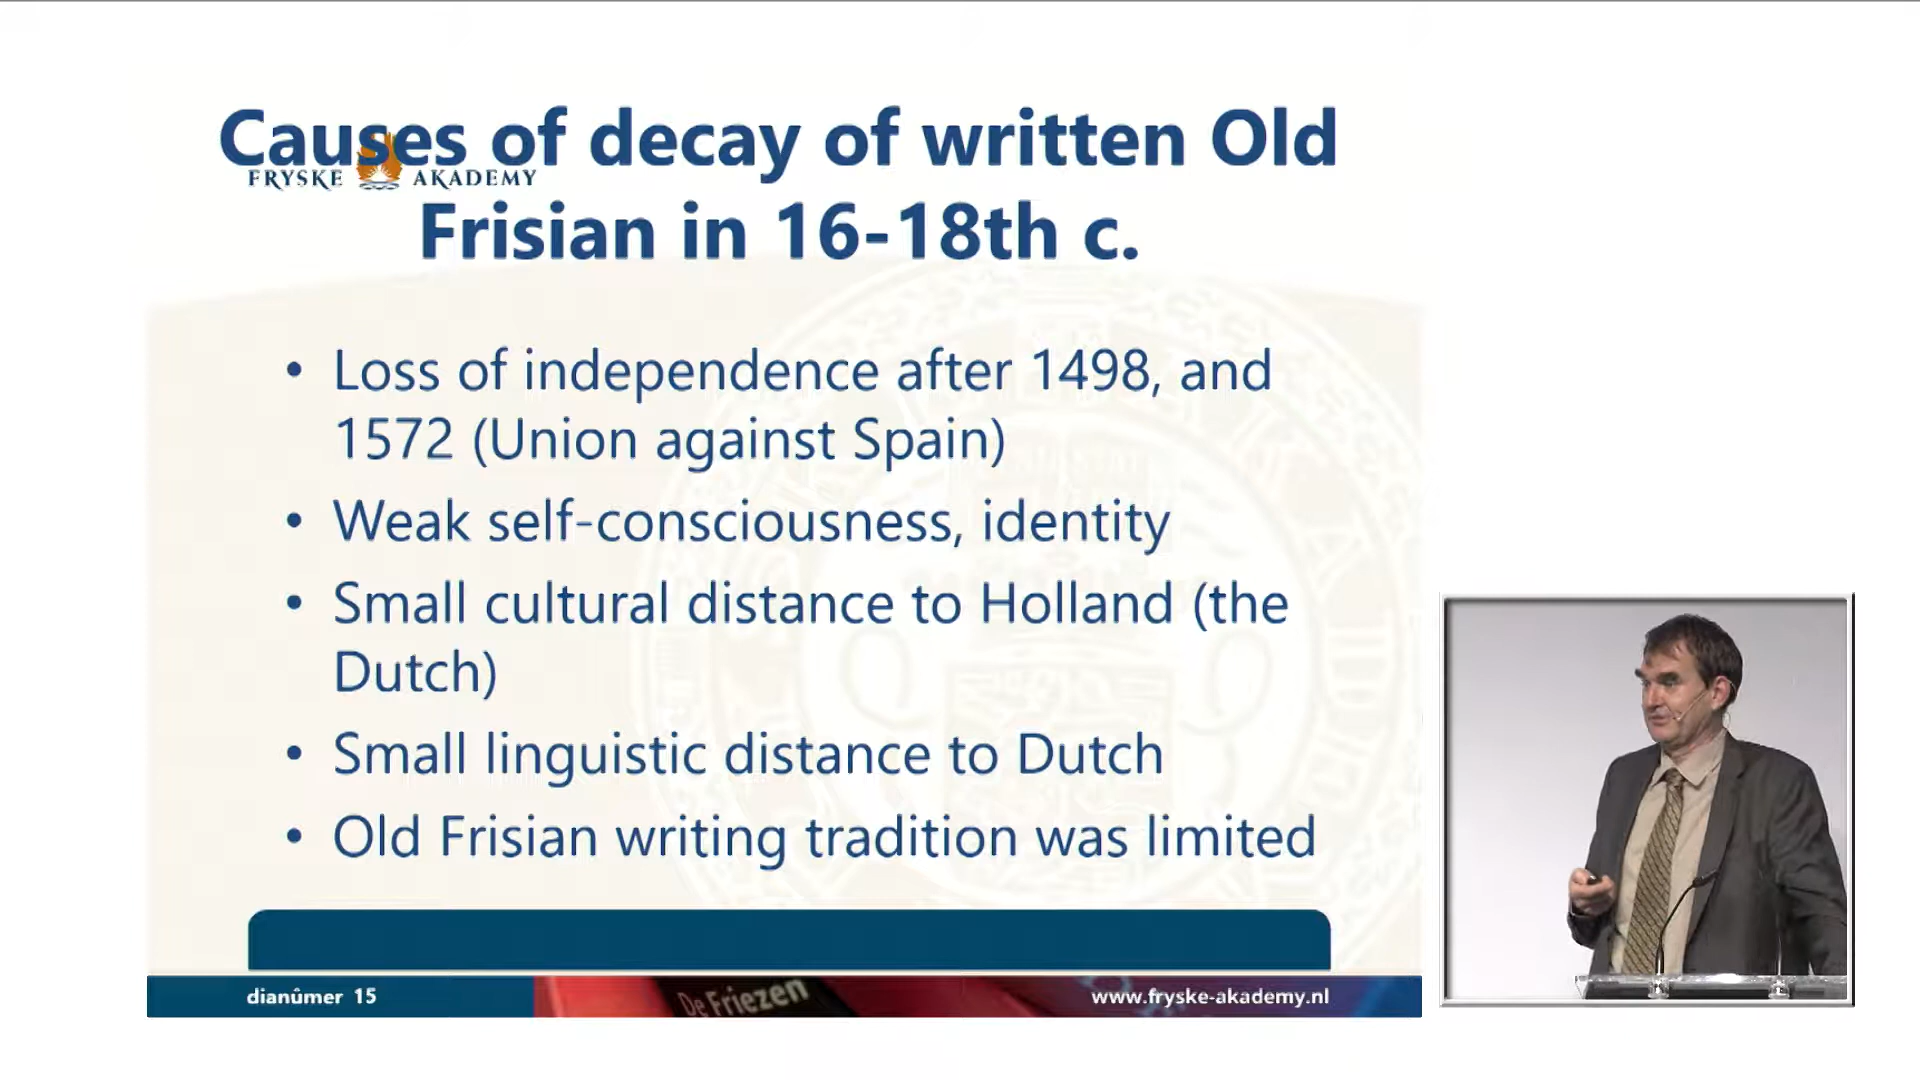 Causes of decay of written Old
FRYSKE AKADEMY
Frisian in 16-18th c.
• Loss of independence after 1498, and
1572 (Union against Spain)
• Weak self-consciousness, identity
• Small cultural distance to Holland (the
Dutch)
• Small linguistic distance to Dutch
• Old Frisian writing tradition was limited
dianûmer 15
De Friezen
www.fryske-akademy.nl